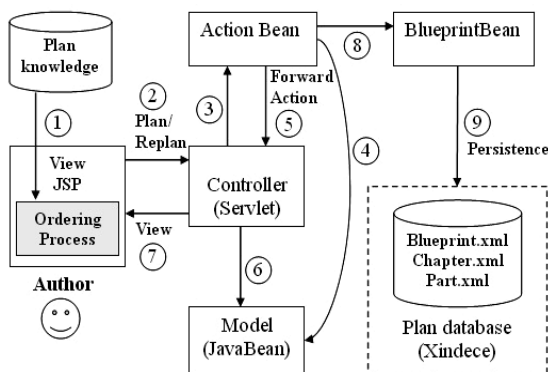 Plan
knowledge
1
View
JSP
Ordering
Process
Author
2
Plan/
Replan
View
7
3
Action Bean
Forward
Action
5
Controller
(Servlet)
6
Model
(JavaBean)
4
8
BlueprintBean
9
Persistence
Blueprint.xml
Chapter.xml
Part.xml
Plan database
(Xindece)